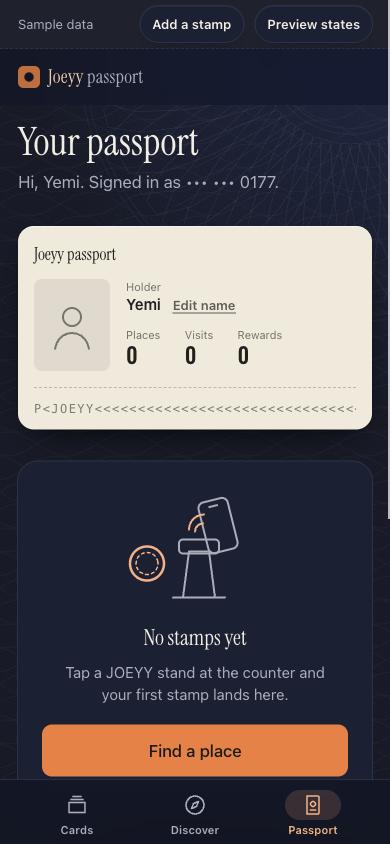 Sample data
Add a stamp
Preview states
Joeyy passport
Your passport
Hi, Yemi. Signed in as ••• ••• 0177.
Joeyy passport
Holder
Yemi Edit name
Places Visits Rewards
0 0 0
P<JOEYY<<<<<<<<<<<<<<<<<<<<<<<<<<<<<
No stamps yet
Tap a JOEYY stand at the counter and
your first stamp lands here.
Find a place
Cards Discover Passport